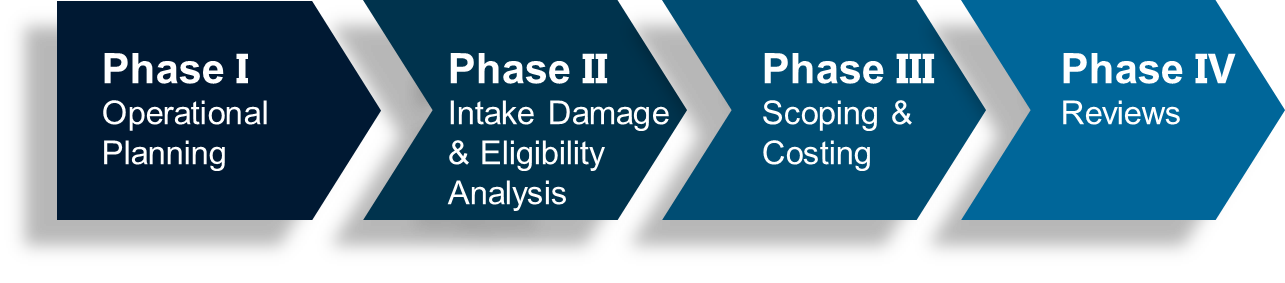 Phase I
Operational
Planning
Phase II
Intake Damage
& Eligibility
Analysis
Phase III
Scoping &
Costing
Phase IV
Reviews